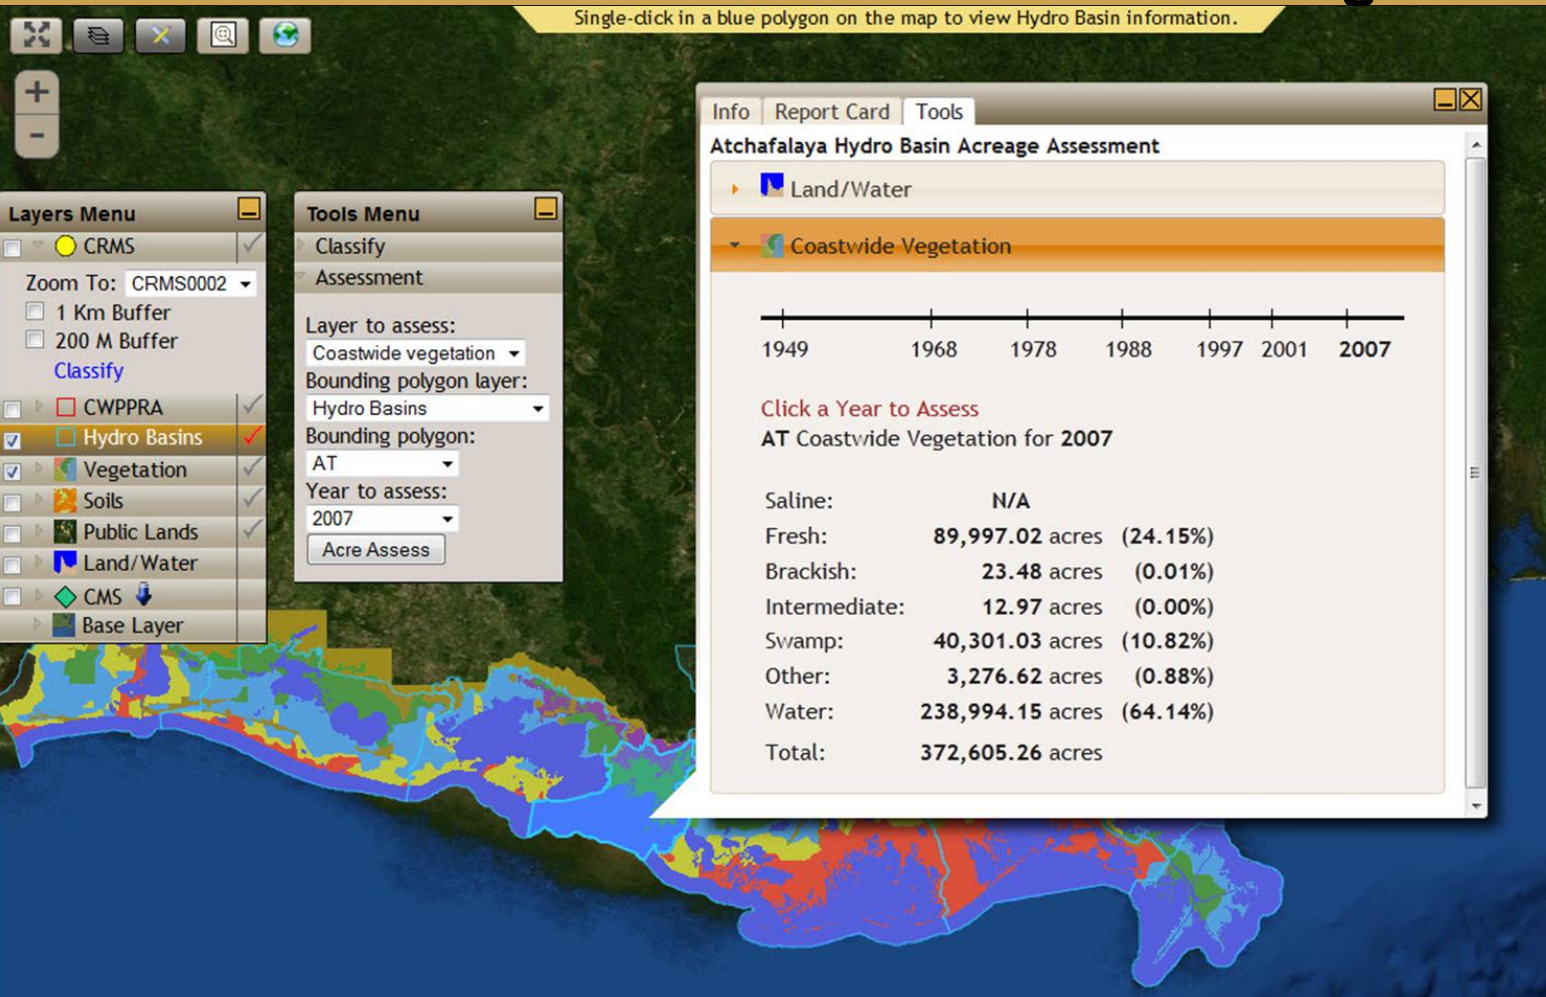 Single-click in a blue polygon on the map to view Hydro Basin information.
+
-
Layers Menu
CRMS
Zoom To: CRMS0002
1 Km Buffer
200 M Buffer
Classify
CWPPRA
Hydro Basins
Vegetation
Soils
Public Lands
Land/Water
CMS
Base Layer
Tools Menu
Classify
Assessment
Layer to assess:
Coastwide vegetation
Bounding polygon layer:
Hydro Basins
Bounding polygon:
AT
Year to assess:
2007
Acre Assess
Info Report Card Tools
Atchafalaya Hydro Basin Acreage Assessment
Land/Water
Coastwide Vegetation
1949 1968 1978 1988 1997 2001 2007
Click a Year to Assess
AT Coastwide Vegetation for 2007
Saline: N/A
Fresh: 89,997.02 acres (24.15%)
Brackish: 23.48 acres (0.01%)
Intermediate: 12.97 acres (0.00%)
Swamp: 40,301.03 acres (10.82%)
Other: 3,276.62 acres (0.88%)
Water: 238,994.15 acres (64.14%)
Total: 372,605.26 acres